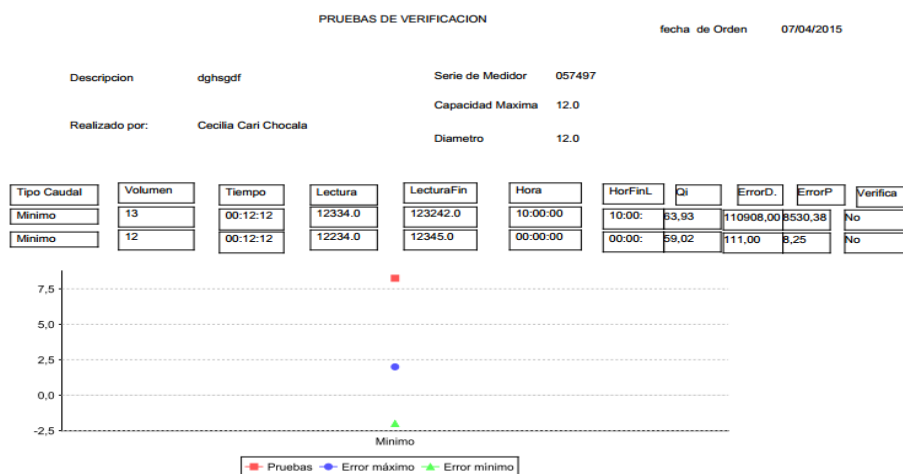 PRUEBAS DE VERIFICACION
fecha de Orden 07/04/2015
Descripcion dghsgdf Serie de Medidor 057497
Capacidad Maxima 12.0
Realizado por: Cecilia Cari Chocala
Diametro 12.0
Tipo Caudal Volumen Tiempo Lectura LecturaFin Hora HorFinL Qi ErrorD. ErrorP Verifica
Minimo 13 00:12:12 12334.0 123242.0 10:00:00 10:00: 63,93 110908,00 8530,38 No
Minimo 12 00:12:12 12234.0 12345.0 00:00:00 00:00: 59,02 111,00 8,25 No
7,5
5,0
2,5
0,0
-2,5
Minimo
Pruebas Error máximo Error mínimo